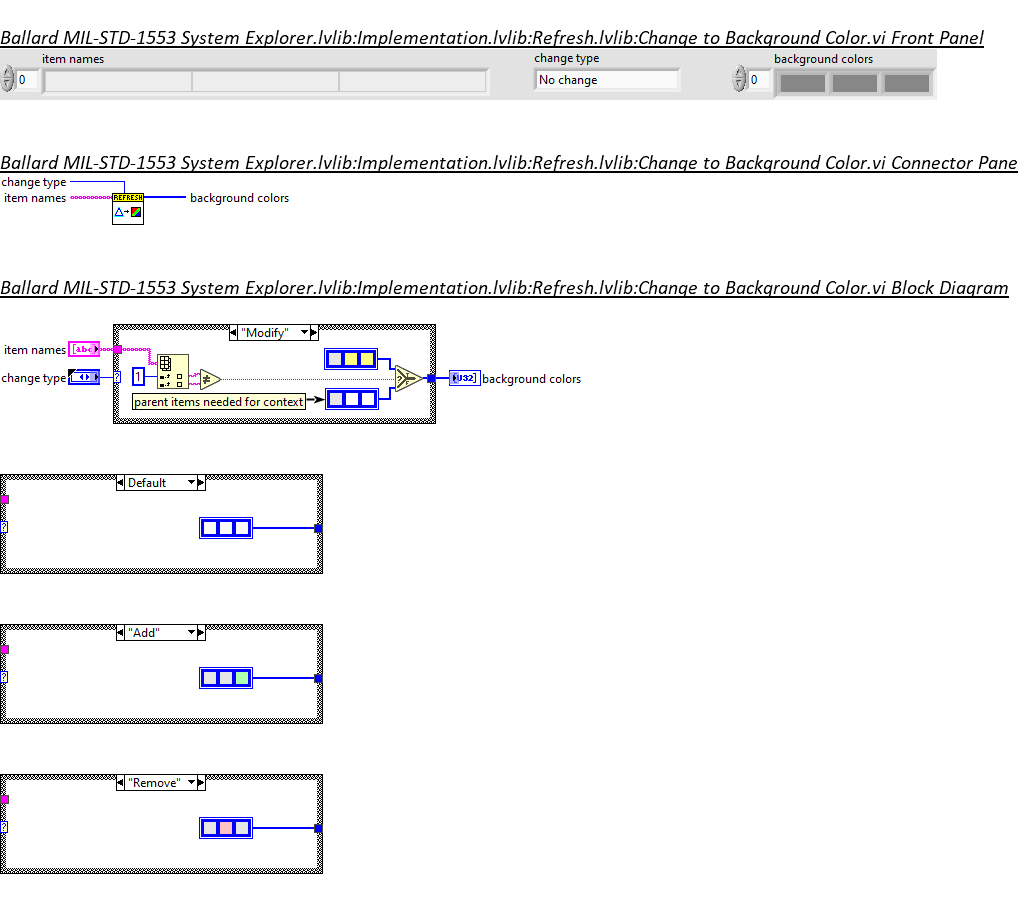 Ballard MIL-STD-1553 System Explorer.lvlib:Implementation.lvlib:Refresh.lvlib:Change to Background Color.vi Front Panel
item names
change type
background colors
0
No change
0
Ballard MIL-STD-1553 System Explorer.lvlib:Implementation.lvlib:Refresh.lvlib:Change to Background Color.vi Connector Pane
change type
item names
REFRESH
background colors
Ballard MIL-STD-1553 System Explorer.lvlib:Implementation.lvlib:Refresh.lvlib:Change to Background Color.vi Block Diagram
"Modify"
item names
abc
change type
?
1
≠
?
T
F
U32
background colors
parent items needed for context
Default
?
"Add"
?
"Remove"
?